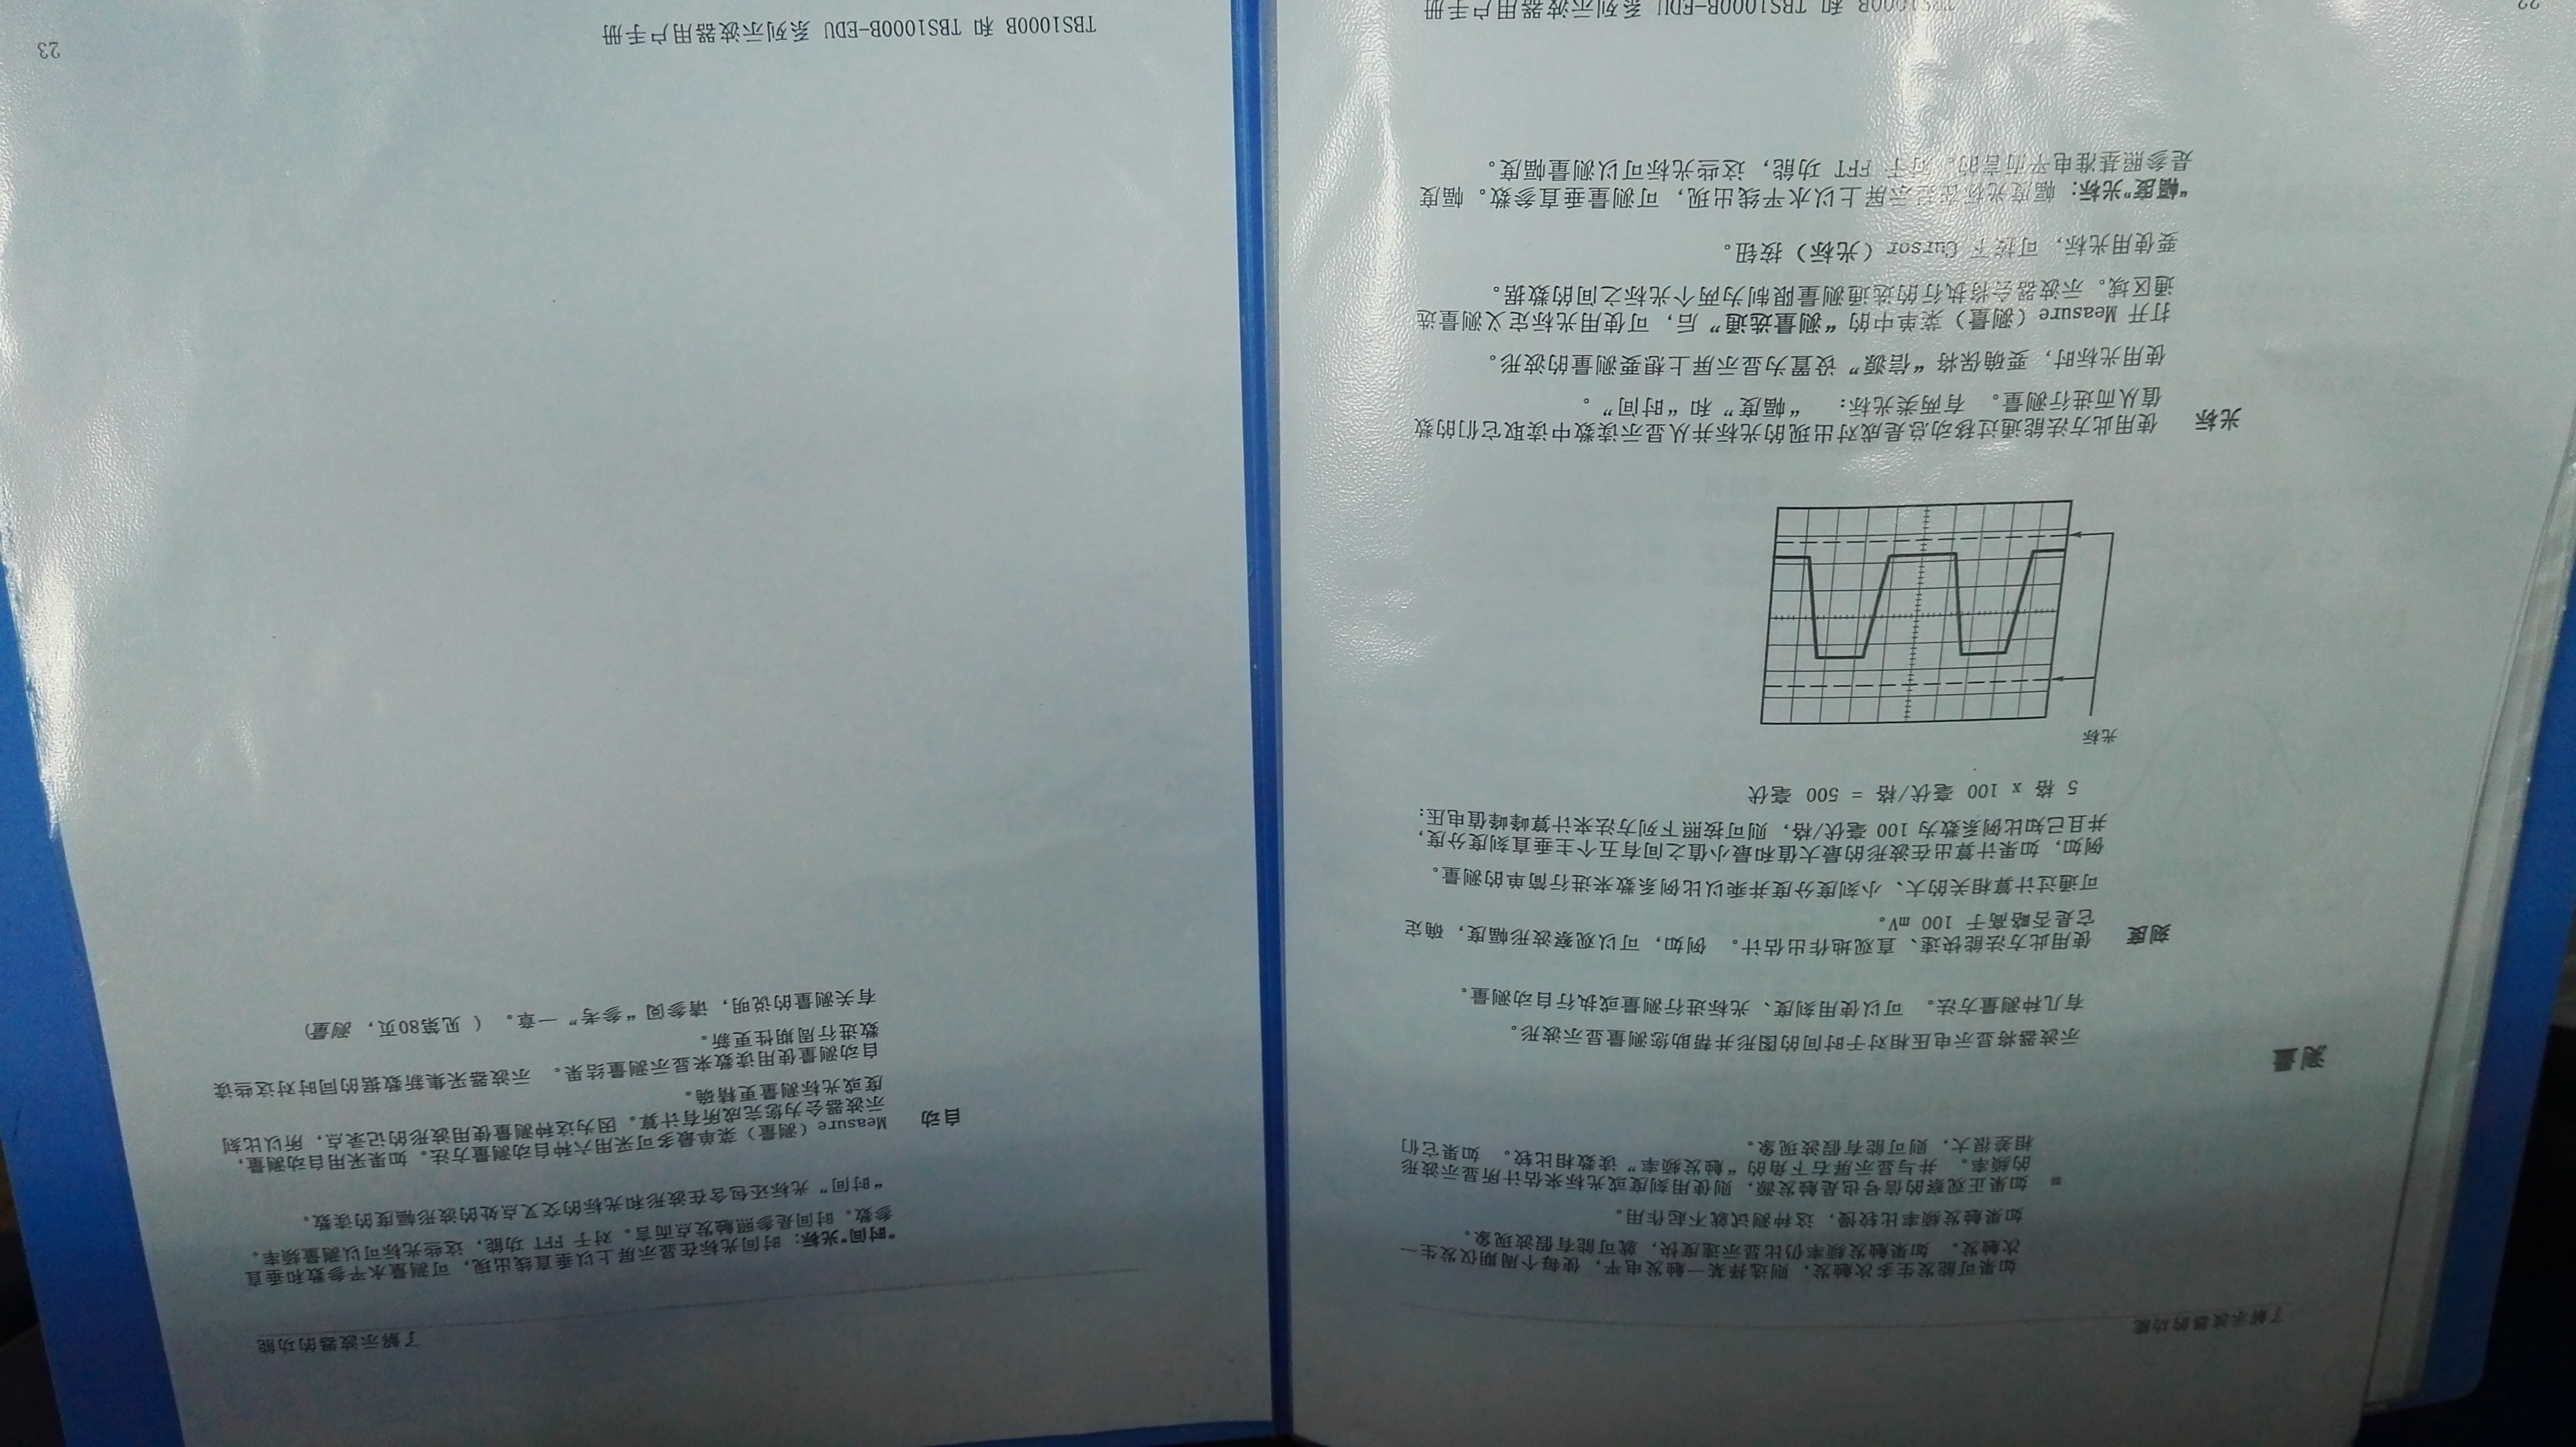 了解示波器的功能
如果可能发生多次触发，则选择某一触发电平，使每个周期仅发生一
次触发。 如果触发频率仍比显示速度快，就可能有假波现象。
如果触发频率比较慢，这种测试就不起作用。
■ 如果正观察的信号也是触发源，则使用刻度或光标来估计所显示波形
的频率。 并与显示屏右下角的“触发频率”读数相比较。 如果它们
相差很大，则可能有假波现象。
测量
示波器将显示电压相对于时间的图形并帮助您测量显示波形。
有几种测量方法。 可以使用刻度、光标进行测量或执行自动测量。
刻度 使用此方法能快速、直观地作出估计。 例如，可以观察波形幅度，确定
它是否略高于 100 mV。
可通过计算相关的大、小刻度分度并乘以比例系数来进行简单的测量。
例如，如果计算出在波形的最大值和最小值之间有五个主垂直刻度分度，
并且已知比例系数为 100 毫伏/格，则可按照下列方法来计算峰峰值电压：
5 格 x 100 毫伏/格 = 500 毫伏
光标
光标 使用此方法能通过移动总是成对出现的光标并从显示读数中读取它们的数
值从而进行测量。 有两类光标： “幅度”和“时间”。
使用光标时，要确保将“信源”设置为显示屏上想要测量的波形。
打开 Measure（测量）菜单中的“测量选通”后，可使用光标定义测量选
通区域。示波器会将执行的选通测量限制为两个光标之间的数据。
要使用光标，可按下 Cursor（光标）按钮。
“幅度”光标： 幅度光标在显示屏上以水平线出现，可测量垂直参数。 幅度
是参照基准电平而言的。对于 FFT 功能，这些光标可以测量幅度。
22
TBS1000B 和 TBS1000B-EDU 系列示波器用户手册
了解示波器的功能
“时间”光标： 时间光标在显示屏上以垂直线出现，可测量水平参数和垂直
参数。时间是参照触发点而言。对于 FFT 功能，这些光标可以测量频率。
“时间”光标还包含在波形和光标的交叉点处的波形幅度的读数。
自动 Measure（测量）菜单最多可采用六种自动测量方法。如果采用自动测量，
示波器会为您完成所有计算。因为这种测量使用波形的记录点，所以比刻
度或光标测量更精确。
自动测量使用读数来显示测量结果。 示波器采集新数据的同时对这些读
数进行周期性更新。
有关测量的说明，请参阅“参考”一章。（ 见第80页， 测量）
TBS1000B 和 TBS1000B-EDU 系列示波器用户手册
23